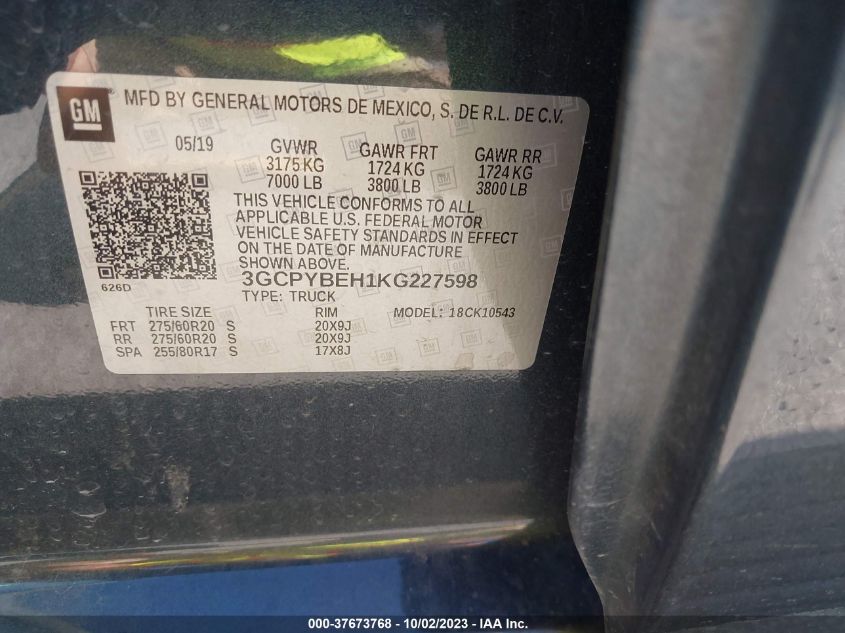 GM MFD BY GENERAL MOTORS DE MEXICO, S. DE R.L. DE C.V.
05/19 GVWR GAWR FRT GAWR RR
3175 KG 1724 KG 1724 KG
7000 LB 3800 LB 3800 LB
THIS VEHICLE CONFORMS TO ALL
APPLICABLE U.S. FEDERAL MOTOR
VEHICLE SAFETY STANDARDS IN EFFECT
ON THE DATE OF MANUFACTURE
SHOWN ABOVE.
626D 3GCPYBEH1KG227598
TYPE: TRUCK
TIRE SIZE RIM MODEL: 18CK10543
FRT 275/60R20 S 20X9J
RR 275/60R20 S 20X9J
SPA 255/80R17 S 17X8J
000-37673768 - 10/02/2023 - IAA Inc.